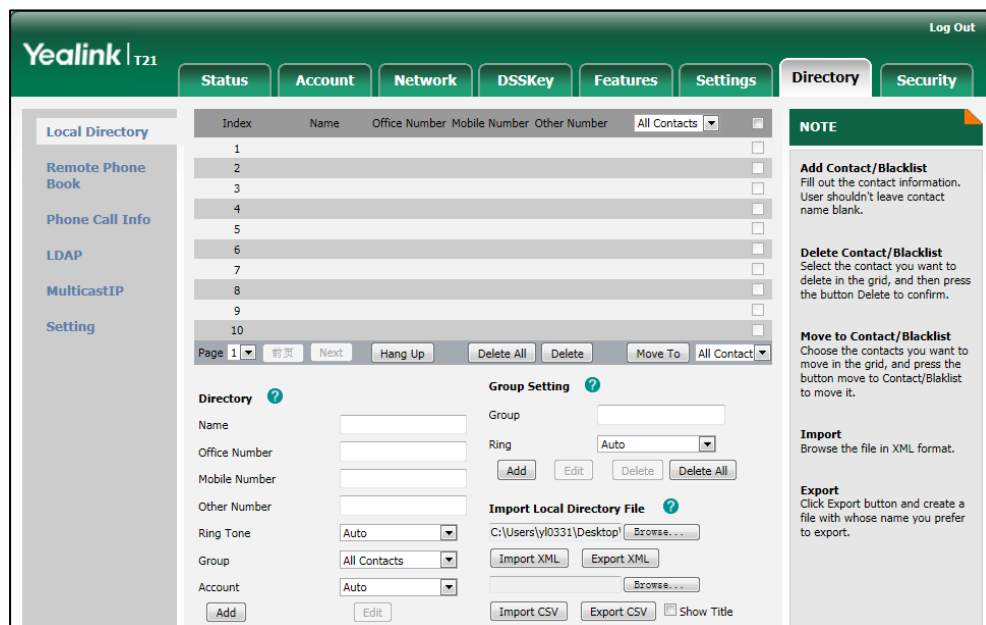 Log Out
Yealink | T21
Status Account Network DSSKey Features Settings Directory Security
Local Directory
Remote Phone
Book
Phone Call Info
LDAP
MulticastIP
Setting
Index Name Office Number Mobile Number Other Number All Contacts
1
2
3
4
5
6
7
8
9
10
Page 1 前页 Next Hang Up Delete All Delete Move To All Contact
Directory ?
Name
Office Number
Mobile Number
Other Number
Ring Tone Auto
Group All Contacts
Account Auto
Add Edit
Group Setting ?
Group
Ring Auto
Add Edit Delete Delete All
Import Local Directory File ?
C:\Users\yl0331\Desktop\ Browse...
Import XML Export XML
Browse...
Import CSV Export CSV Show Title
NOTE
Add Contact/Blacklist
Fill out the contact information.
User shouldn't leave contact
name blank.
Delete Contact/Blacklist
Select the contact you want to
delete in the grid, and then press
the button Delete to confirm.
Move to Contact/Blacklist
Choose the contacts you want to
move in the grid, and press the
button move to Contact/Blaklist
to move it.
Import
Browse the file in XML format.
Export
Click Export button and create a
file with whose name you prefer
to export.